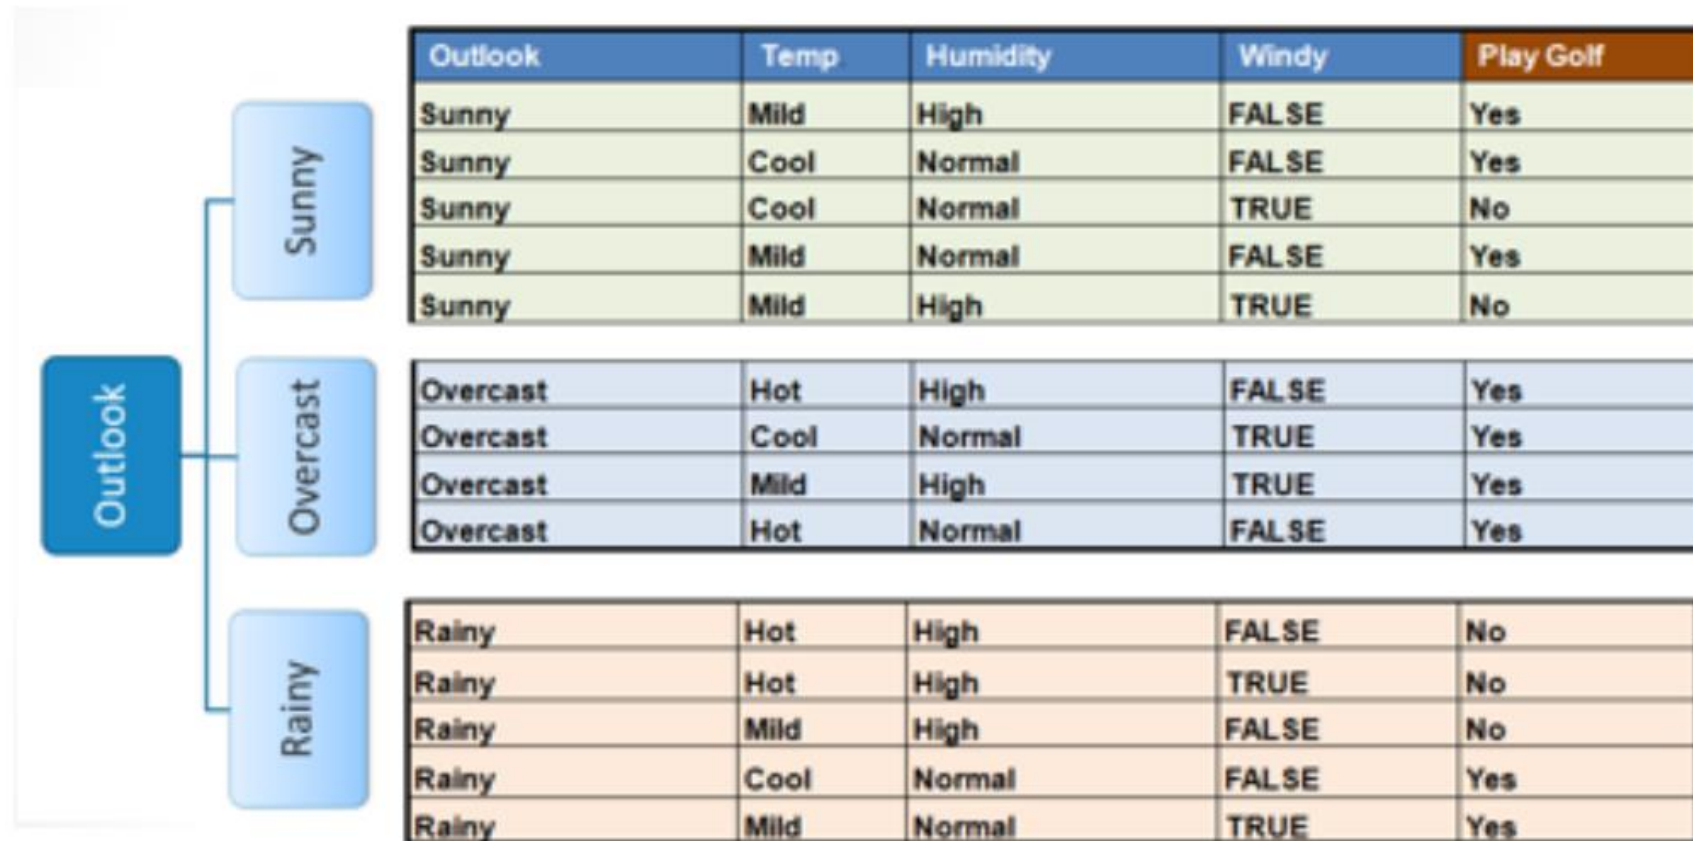 Outlook Temp Humidity Windy Play Golf
Sunny Mild High FALSE Yes
Sunny Cool Normal FALSE Yes
Sunny Cool Normal TRUE No
Sunny Mild Normal FALSE Yes
Sunny Mild High TRUE No
Sunny
Overcast Hot High FALSE Yes
Overcast Cool Normal TRUE Yes
Overcast Mild High TRUE Yes
Overcast Hot Normal FALSE Yes
Outlook
Overcast
Rainy Hot High FALSE No
Rainy Hot High TRUE No
Rainy Mild High FALSE No
Rainy Cool Normal FALSE Yes
Rainy Mild Normal TRUE Yes
Rainy